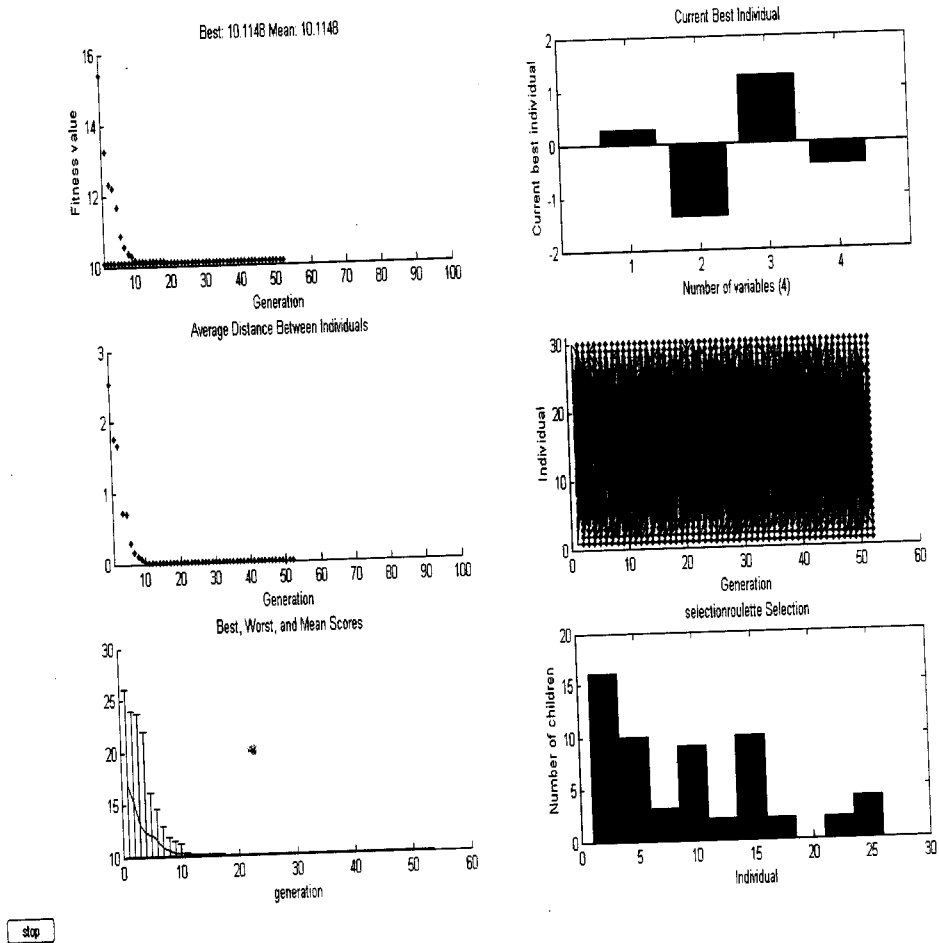 Best: 10.1148 Mean: 10.1148
Fitness value
16
14
12
10
10 20 30 40 50 60 70 80 90 100
Generation
Current Best Individual
Current best individual
2
1
0
-1
-2
1 2 3 4
Number of variables (4)
Average Distance Between Individuals
3
2
1
0
10 20 30 40 50 60 70 80 90 100
Generation
Individual
30
20
10
0
0 10 20 30 40 50 60
Generation
Best, Worst, and Mean Scores
30
25
20
15
10
0 10 20 30 40 50 60
generation
selectionroulette Selection
Number of children
20
15
10
5
0
0 5 10 15 20 25 30
Individual
stop